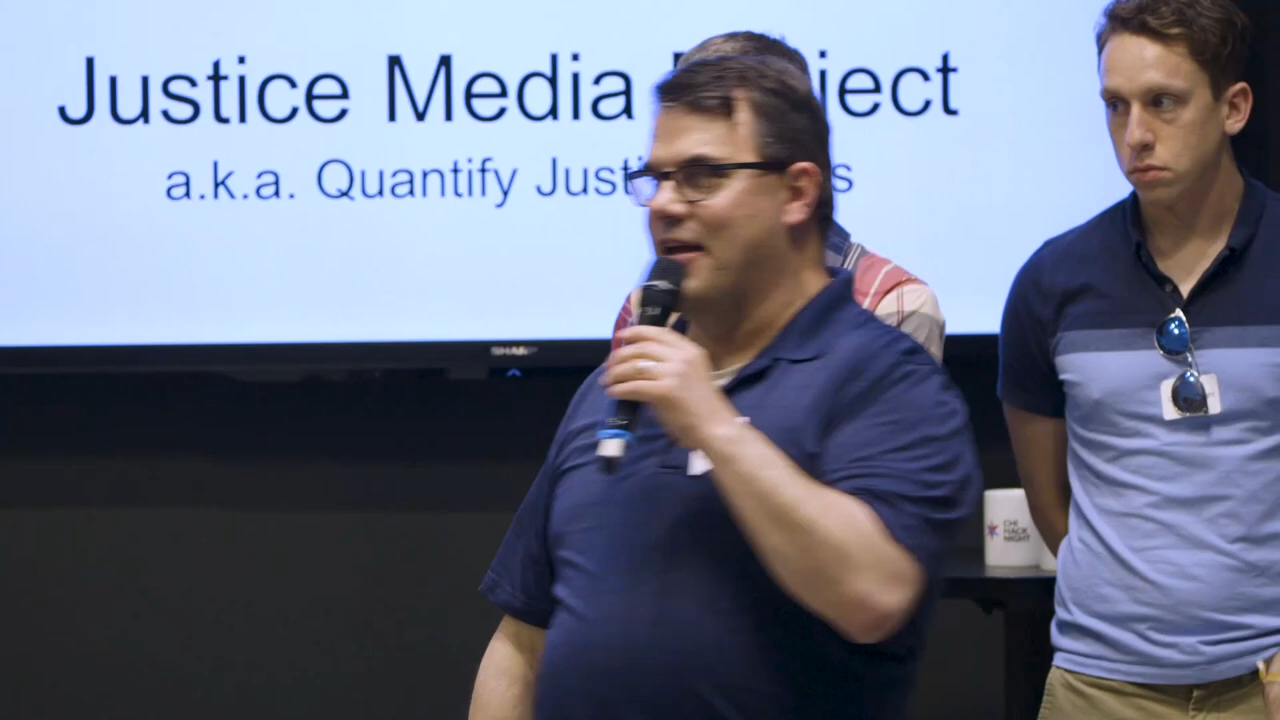 Justice Media
a.k.a. Quantify
SHARP
CHI
HACK
NIGHT